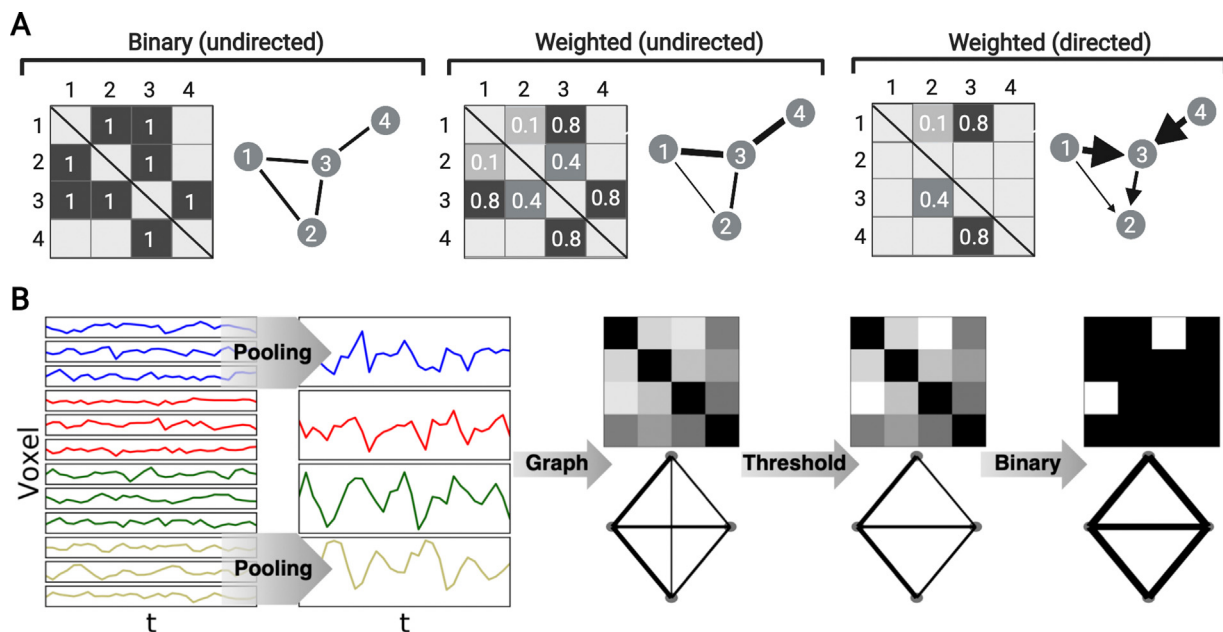 A
Binary (undirected)
Weighted (undirected)
Weighted (directed)
1 2 3 4
1 1 1
2 1 1
3 1 1 1
4 1
1 2 3 4
1 2 3 4
1 0.1 0.8
2 0.1 0.4
3 0.8 0.4 0.8
4 0.8
1 2 3 4
1 2 3 4
1 0.1 0.8
2
3 0.4
4 0.8
1 2 3 4
B
Voxel
Pooling
Pooling
t
t
Graph
Threshold
Binary